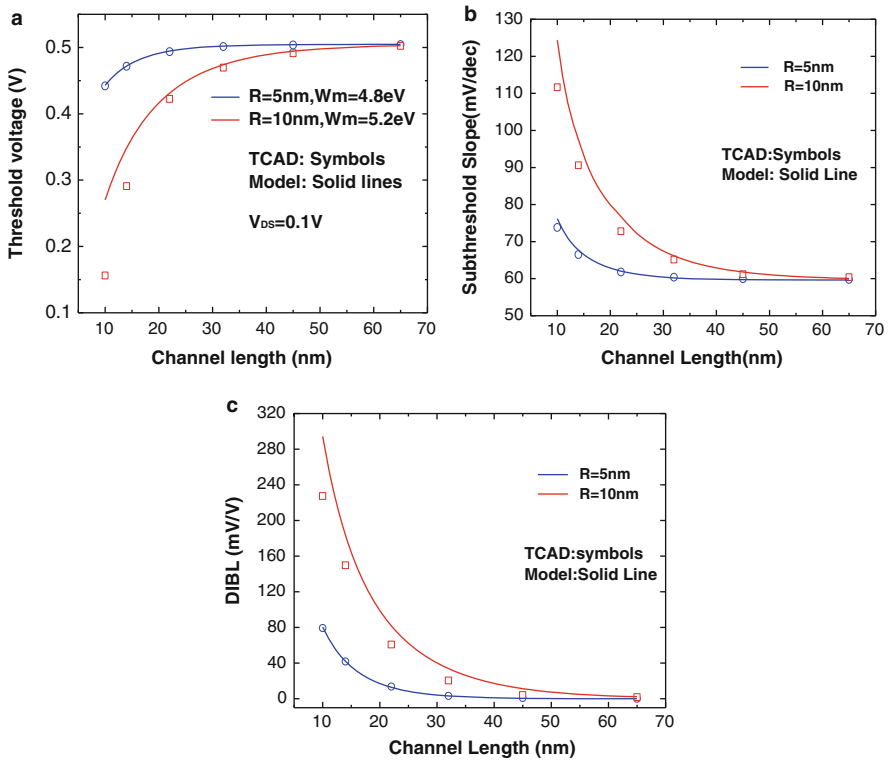 a
Threshold voltage (V)
0.5
0.4
0.3
0.2
0.1
R=5nm,Wm=4.8eV
R=10nm,Wm=5.2eV
TCAD: Symbols
Model: Solid lines
VDS=0.1V
10 20 30 40 50 60 70
Channel length (nm)
b
Subthreshold Slope(mV/dec)
130
120
110
100
90
80
70
60
50
R=5nm
R=10nm
TCAD:Symbols
Model: Solid Line
10 20 30 40 50 60 70
Channel Length(nm)
c
DIBL (mV/V)
320
280
240
200
160
120
80
40
0
R=5nm
R=10nm
TCAD:symbols
Model:Solid Line
10 20 30 40 50 60 70
Channel Length (nm)